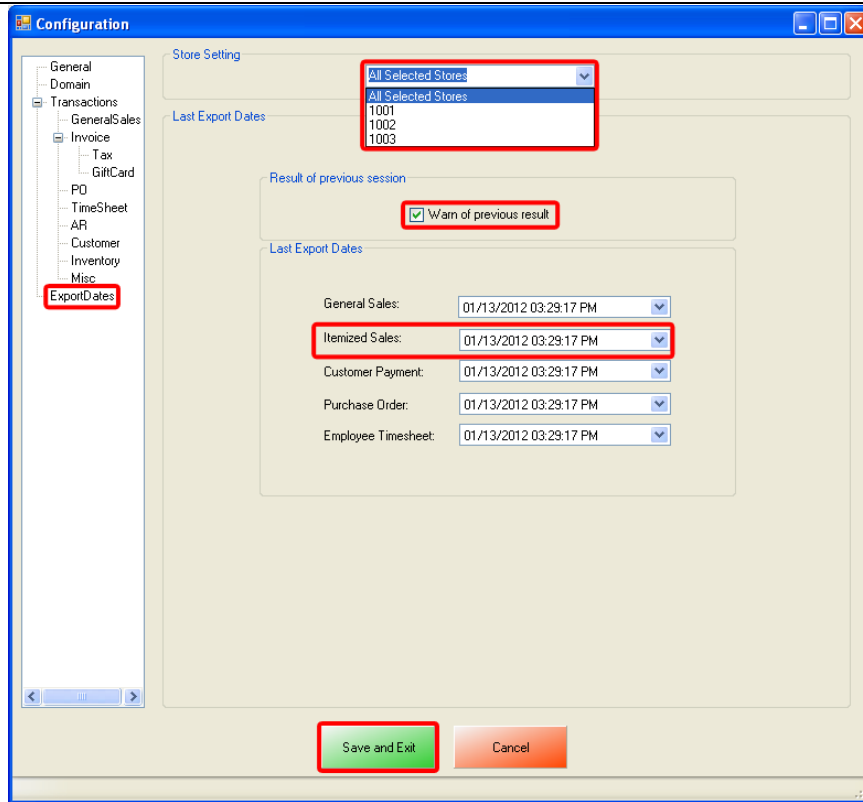 Configuration
General
Domain
Transactions
GeneralSales
Invoice
Tax
GiftCard
PO
TimeSheet
AR
Customer
Inventory
Misc
ExportDates
Store Setting
All Selected Stores
All Selected Stores
1001
1002
1003
Last Export Dates
Result of previous session
Warn of previous result
Last Export Dates
General Sales: 01/13/2012 03:29:17 PM
Itemized Sales: 01/13/2012 03:29:17 PM
Customer Payment: 01/13/2012 03:29:17 PM
Purchase Order: 01/13/2012 03:29:17 PM
Employee Timesheet: 01/13/2012 03:29:17 PM
Save and Exit
Cancel